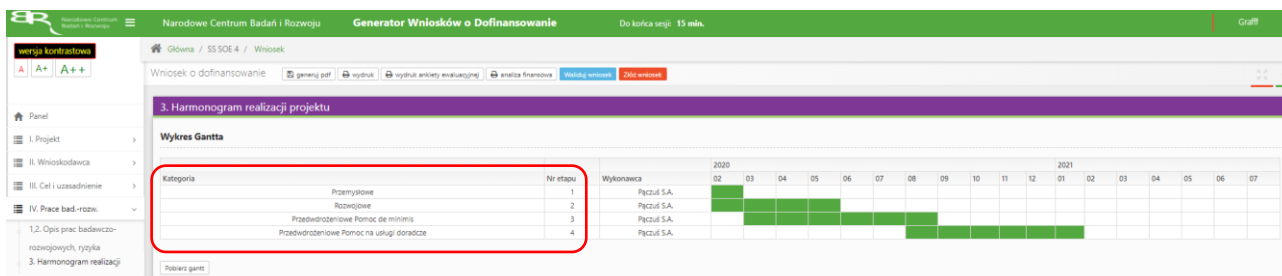 Narodowe Centrum Badań i Rozwoju Narodowe Centrum Badań i Rozwoju Generator Wniosków o Dofinansowanie Do końca sesji: 15 min. Grafff
wersja kontrastowa
A A+ A++
Główna / SS SOE 4 / Wniosek
Wniosek o dofinansowanie generuj pdf wydruk wydruk ankiety ewaluacyjnej analiza finansowa Waliduj wniosek Złóż wniosek
Panel
I. Projekt
II. Wnioskodawca
III. Cel i uzasadnienie
IV. Prace bad.-rozw.
1,2. Opis prac badawczo-
rozwojowych, ryzyka
3. Harmonogram realizacji
3. Harmonogram realizacji projektu
Wykres Gantta
2020 2021
Kategoria Nr etapu Wykonawca 02 03 04 05 06 07 08 09 10 11 12 01 02 03 04 05 06 07
Przemysłowe 1 Pączuś S.A.
Rozwojowe 2 Pączuś S.A.
Przedwdrożeniowe Pomoc de minimis 3 Pączuś S.A.
Przedwdrożeniowe Pomoc na usługi doradcze 4 Pączuś S.A.
Pobierz gantt